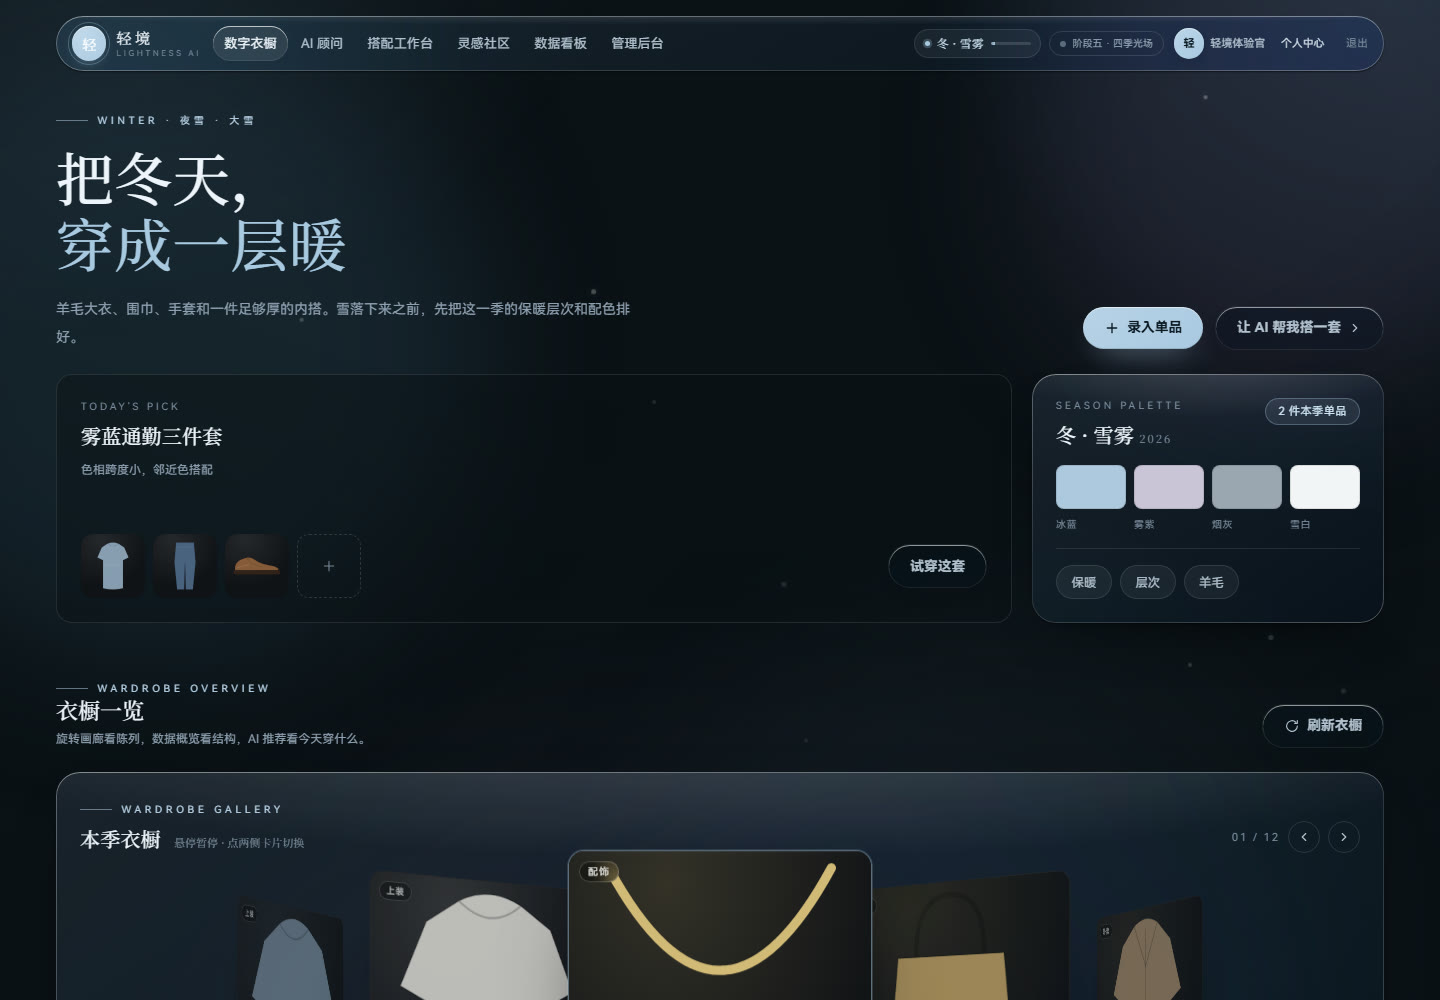 轻
轻境
LIGHTNESS AI
数字衣橱
AI 顾问
搭配工作台
灵感社区
数据看板
管理后台
冬 · 雪雾
阶段五 · 四季光场
轻
轻境体验官
个人中心
退出
WINTER · 夜雪 · 大雪
把冬天，
穿成一层暖
羊毛大衣、围巾、手套和一件足够厚的内搭。雪落下来之前，先把这一季的保暖层次和配色排
好。
录入单品
让 AI 帮我搭一套
TODAY'S PICK
雾蓝通勤三件套
色相跨度小，邻近色搭配
试穿这套
SEASON PALETTE
2 件本季单品
冬 · 雪雾 2026
冰蓝
雾紫
烟灰
雪白
保暖
层次
羊毛
WARDROBE OVERVIEW
衣橱一览
旋转画廊看陈列，数据概览看结构，AI 推荐看今天穿什么。
刷新衣橱
WARDROBE GALLERY
本季衣橱
悬停暂停 · 点两侧卡片切换
01 / 12
上装
配饰